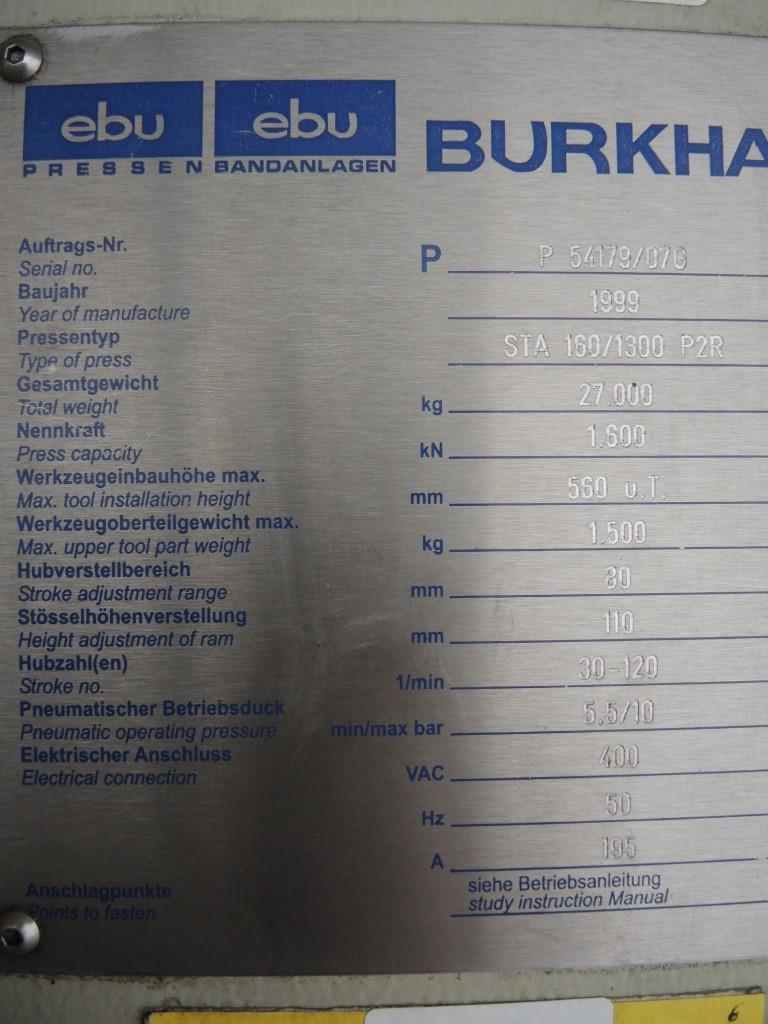 ebu ebu BURKHA
PRESSEN BANDANLAGEN
Auftrags-Nr.
Serial no. P P 54179/07G
Baujahr
Year of manufacture 1999
Pressentyp
Type of press STA 160/1300 P2R
Gesamtgewicht
Total weight kg 27.000
Nennkraft
Press capacity kN 1.600
Werkzeugeinbauhöhe max.
Max. tool installation height mm 560 u.T.
Werkzeugoberteilgewicht max.
Max. upper tool part weight kg 1.500
Hubverstellbereich
Stroke adjustment range mm 80
Stösselhöhenverstellung
Height adjustment of ram mm 110
Hubzahl(en)
Stroke no. 1/min 30-120
Pneumatischer Betriebsduck
Pneumatic operating pressure min/max bar 5,5/10
Elektrischer Anschluss
Electrical connection VAC 400
Hz 50
A 195
Anschlagpunkte siehe Betriebsanleitung
Points to fasten study instruction Manual
6